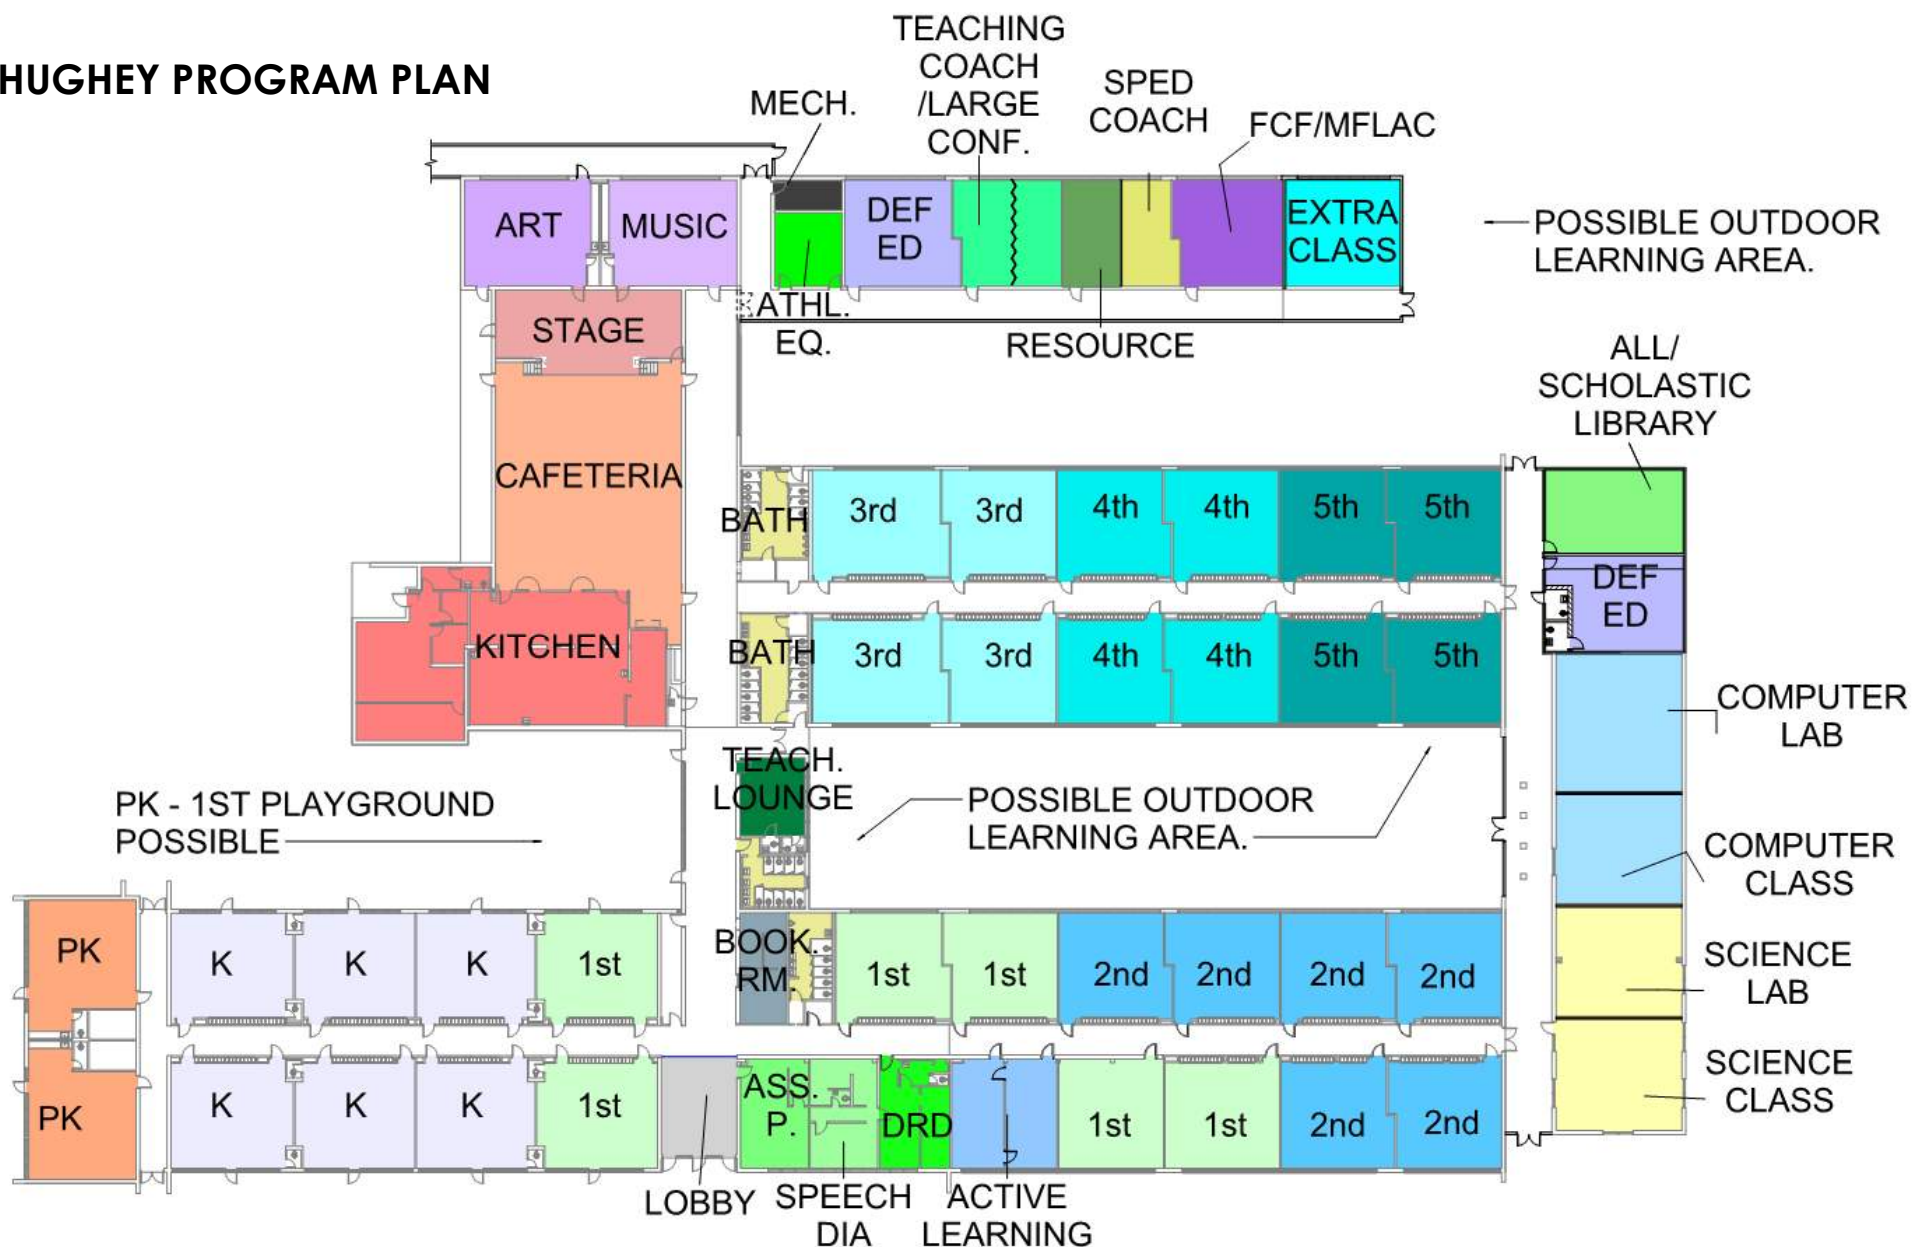 HUGHEY PROGRAM PLAN
TEACHING
COACH
/LARGE
CONF.
MECH.
SPED
COACH
FCF/MFLAC
ART
MUSIC
DEF
ED
EXTRA
CLASS
POSSIBLE OUTDOOR
LEARNING AREA.
STAGE
ATHL.
EQ.
RESOURCE
ALL/
SCHOLASTIC
LIBRARY
CAFETERIA
BATH
3rd
3rd
4th
4th
5th
5th
DEF
ED
KITCHEN
BATH
3rd
3rd
4th
4th
5th
5th
COMPUTER
LAB
TEACH.
LOUNGE
PK - 1ST PLAYGROUND
POSSIBLE
POSSIBLE OUTDOOR
LEARNING AREA.
COMPUTER
CLASS
PK
K
K
K
1st
BOOK.
RM.
1st
1st
2nd
2nd
2nd
2nd
SCIENCE
LAB
PK
K
K
K
1st
ASS.
P.
DRD
1st
1st
2nd
2nd
SCIENCE
CLASS
LOBBY
SPEECH
DIA
ACTIVE
LEARNING